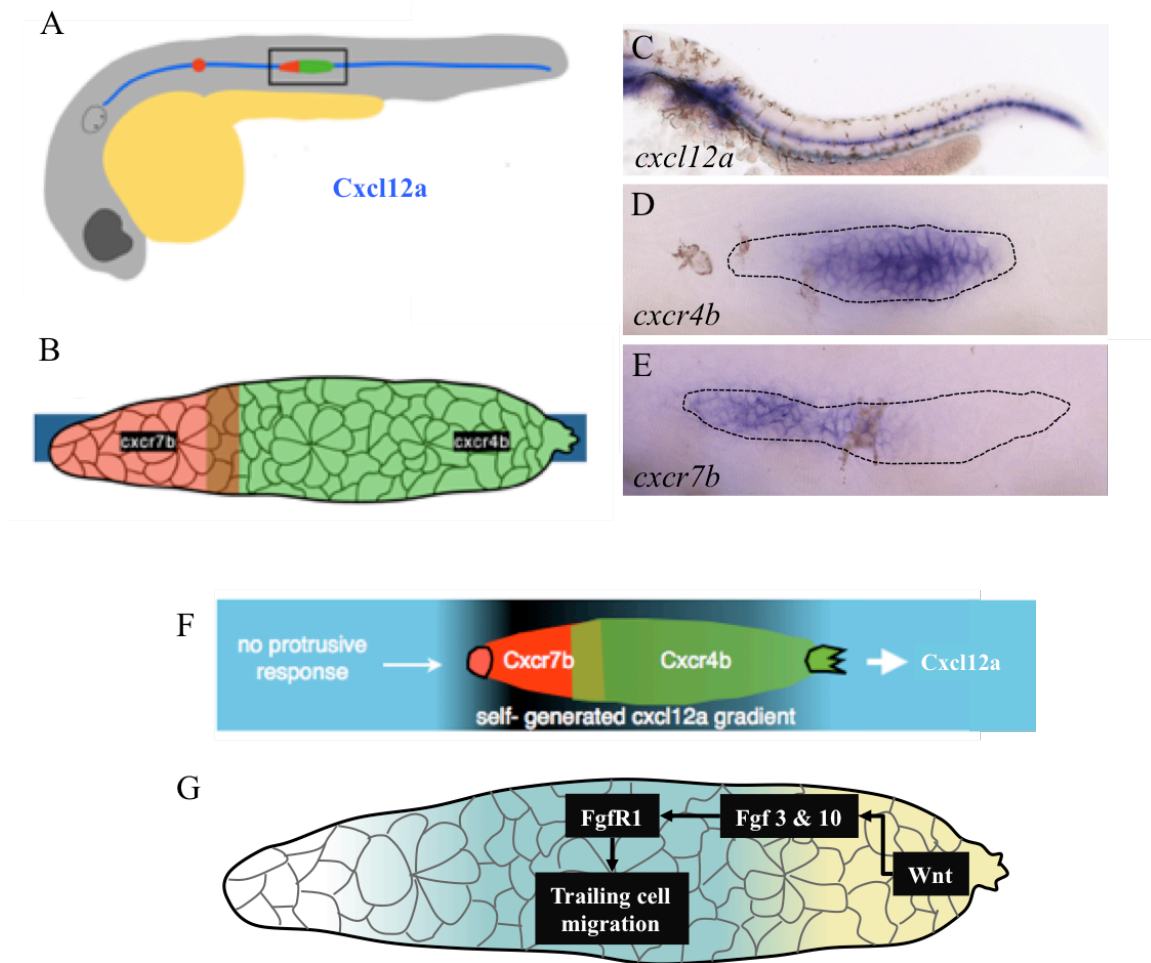 A
Cxcl12a
B
cxcr7b
cxcr4b
C
cxcl12a
D
cxcr4b
E
cxcr7b
F
no protrusive
response
Cxcr7b
Cxcr4b
Cxcl12a
self- generated cxcl12a gradient
G
FgfR1
Fgf 3 & 10
Wnt
Trailing cell
migration